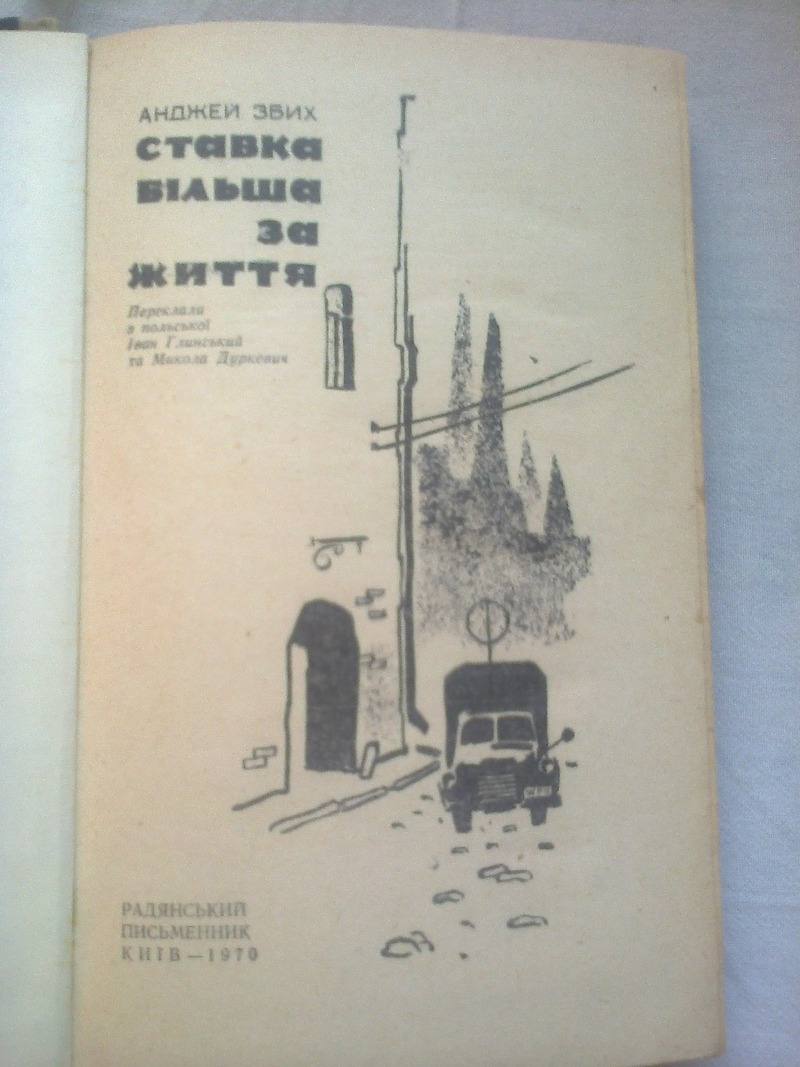 АНДЖЕЙ ЗВИХ
СТАВКА
БІЛЬША
ЗА
ЖИТТЯ
Переклали
з польської
Іван Глинський
та Микола Дуркевич
РАДЯНСЬКИЙ
ПИСЬМЕННИК
КИЇВ—1970